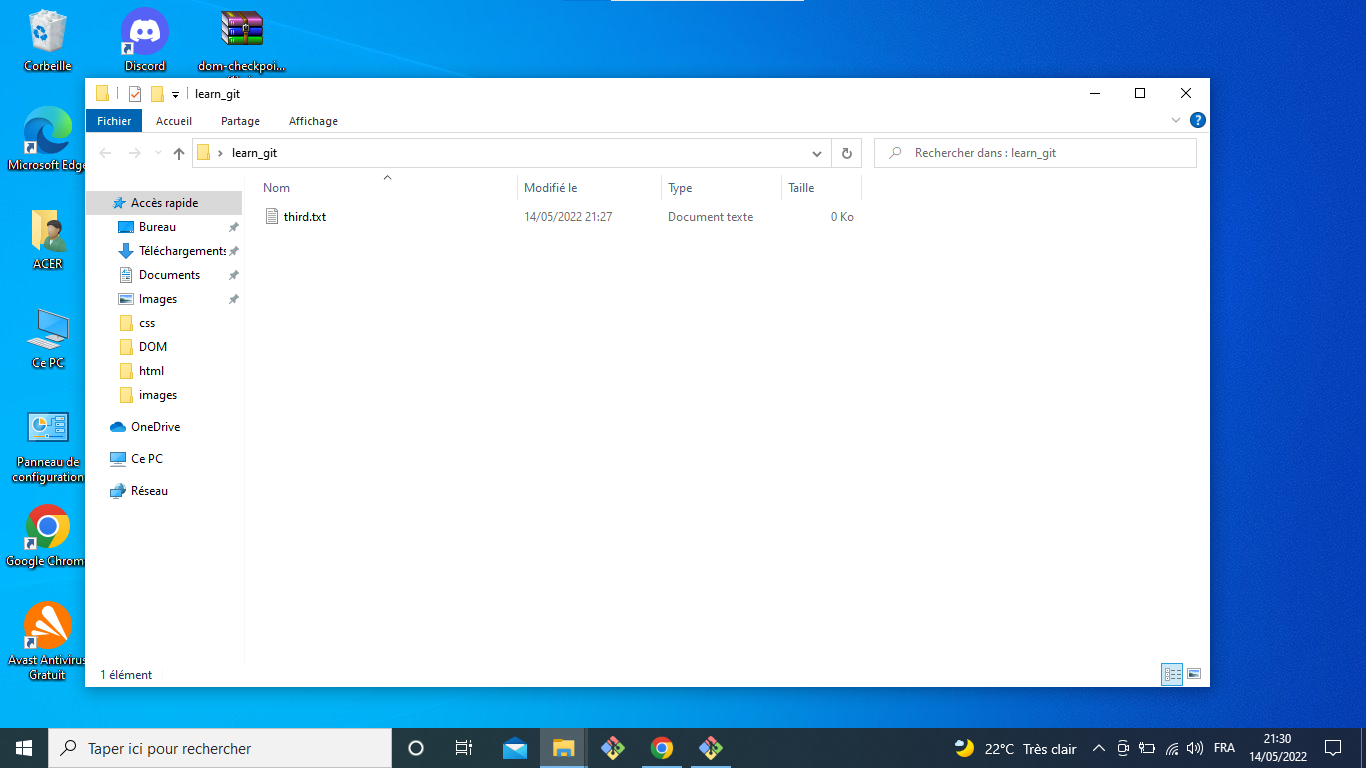 Corbeille
Discord
dom-checkpoi...
learn_git
Fichier
Accueil
Partage
Affichage
?
learn_git
Rechercher dans : learn_git
Nom
Modifié le
Type
Taille
third.txt
14/05/2022 21:27
Document texte
0 Ko
Accès rapide
Bureau
Téléchargements
Documents
Images
css
DOM
html
images
OneDrive
Ce PC
Réseau
1 élément
Microsoft Edge
ACER
Ce PC
Panneau de
configuration
Google Chrom
Avast Antivirus
Gratuit
Taper ici pour rechercher
22°C Très clair
FRA
21:30
14/05/2022